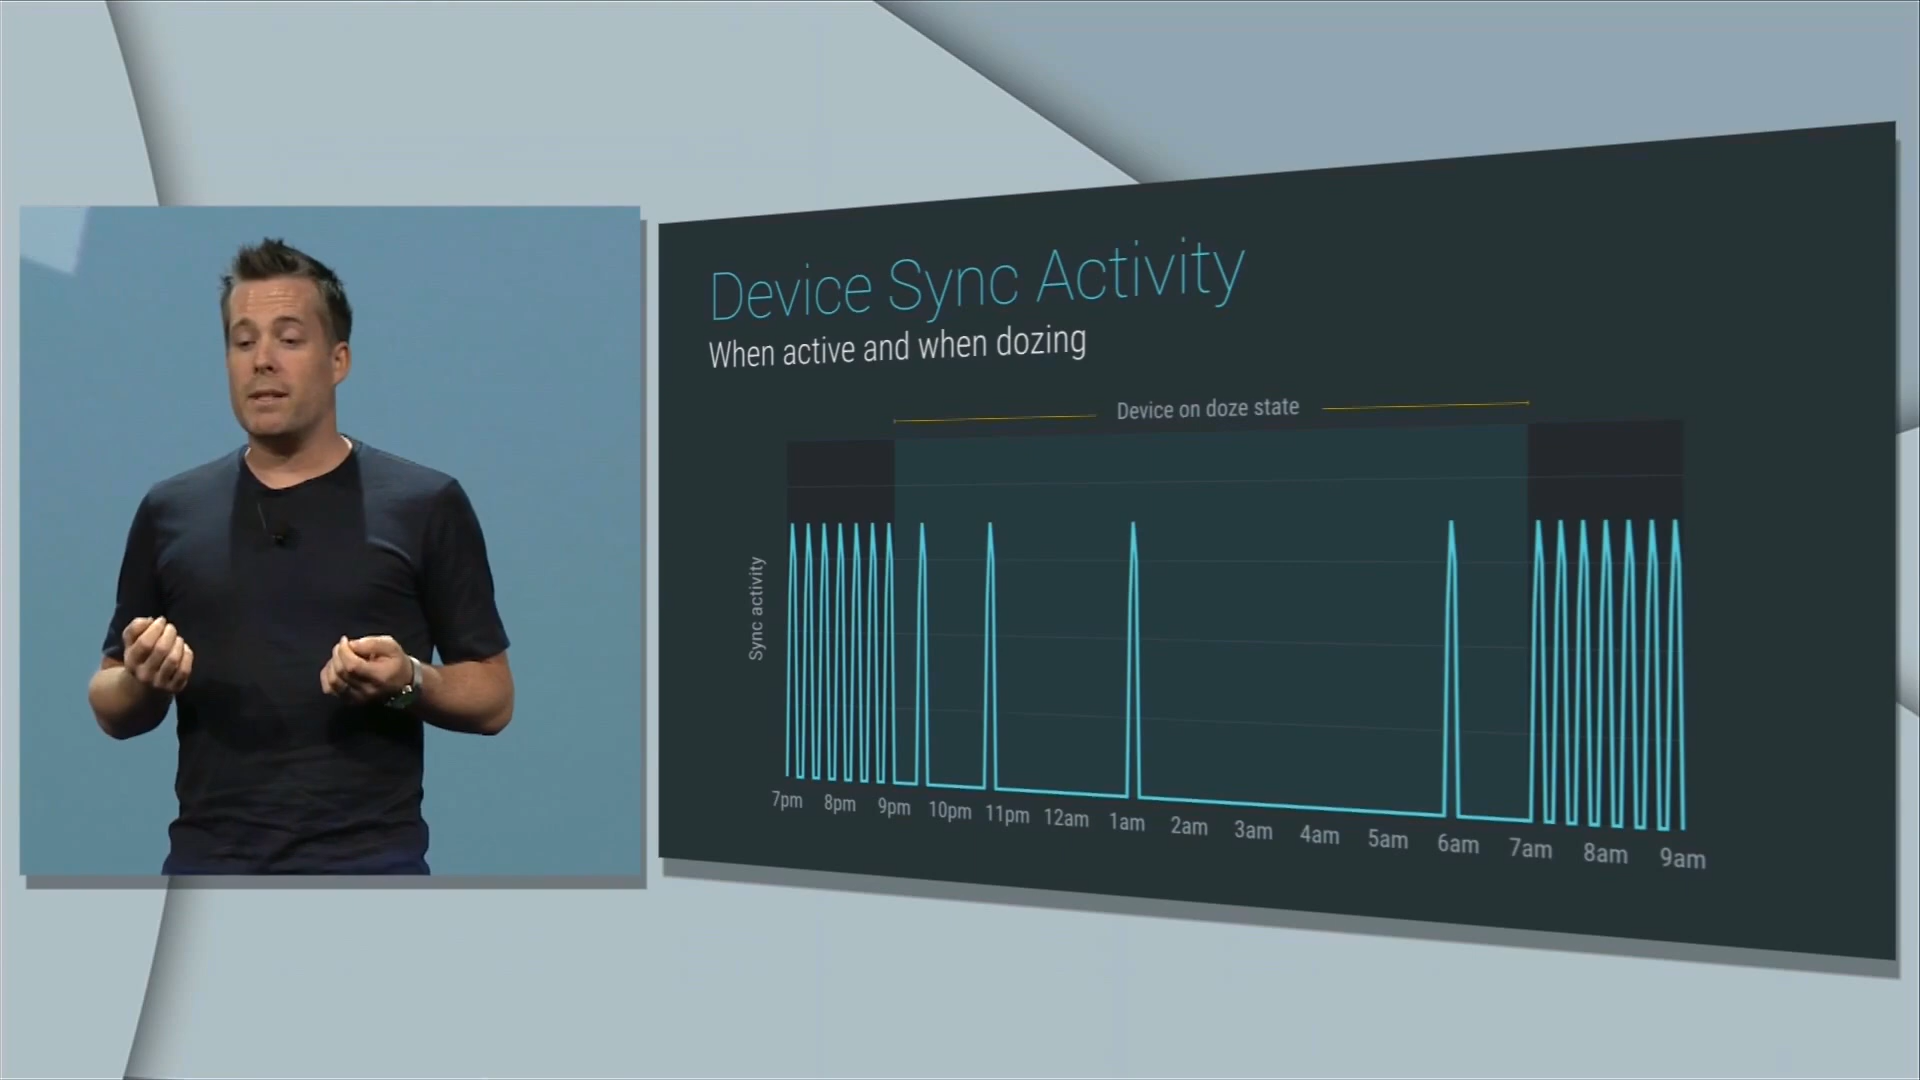 Device Sync Activity
When active and when dozing
Device on doze state
Sync activity
7pm 8pm 9pm 10pm 11pm 12am 1am 2am 3am 4am 5am 6am 7am 8am 9am